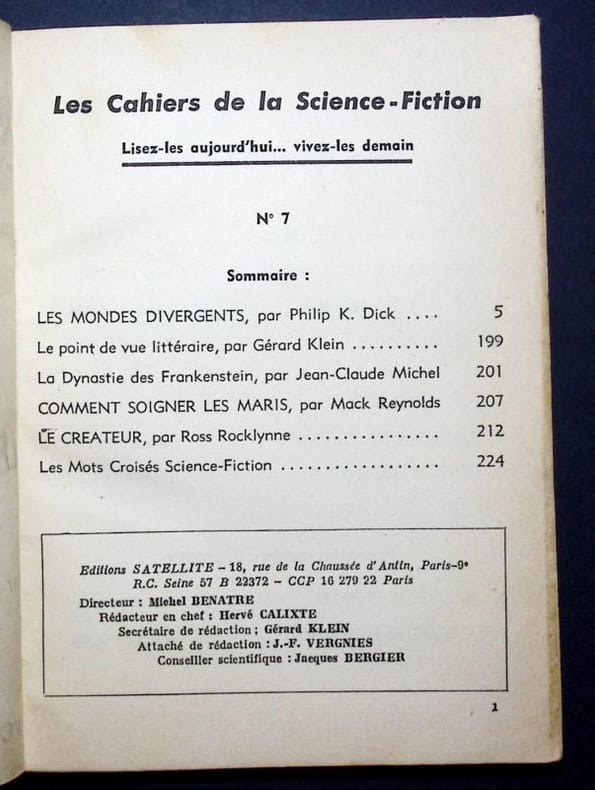 Les Cahiers de la Science-Fiction
Lisez-les aujourd'hui... vivez-les demain
N° 7
Sommaire :
LES MONDES DIVERGENTS, par Philip K. Dick .... 5
Le point de vue littéraire, par Gérard Klein .......... 199
La Dynastie des Frankenstein, par Jean-Claude Michel 201
COMMENT SOIGNER LES MARIS, par Mack Reynolds 207
LE CREATEUR, par Ross Rocklynne ................ 212
Les Mots Croisés Science-Fiction .................. 224
Editions SATELLITE - 18, rue de la Chaussée d'Antin, Paris-9e
R.C. Seine 57 B 22372 - CCP 16 279 22 Paris
Directeur : Michel BENATRE
Rédacteur en chef : Hervé CALIXTE
Secrétaire de rédaction ; Gérard KLEIN
Attaché de rédaction : J.-F. VERGNIES
Conseiller scientifique : Jacques BERGIER
1